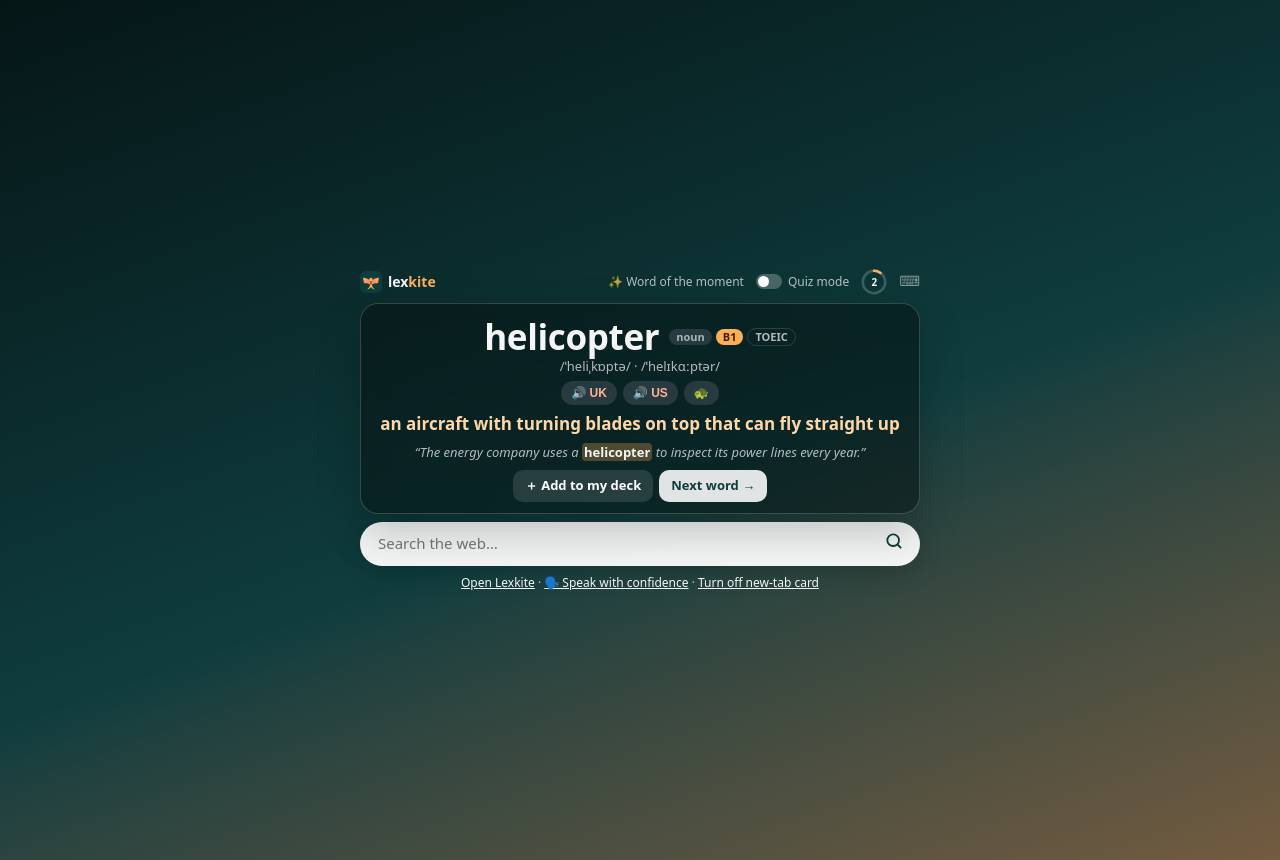 lexkite
✨ Word of the moment Quiz mode 2
helicopter noun B1 TOEIC
/ˈheliˌkɒptə/ · /ˈhelɪkɑːptər/
🔊 UK 🔊 US 🐢
an aircraft with turning blades on top that can fly straight up
“The energy company uses a helicopter to inspect its power lines every year.”
+ Add to my deck Next word →
Search the web...
Open Lexkite · 🗣 Speak with confidence · Turn off new-tab card